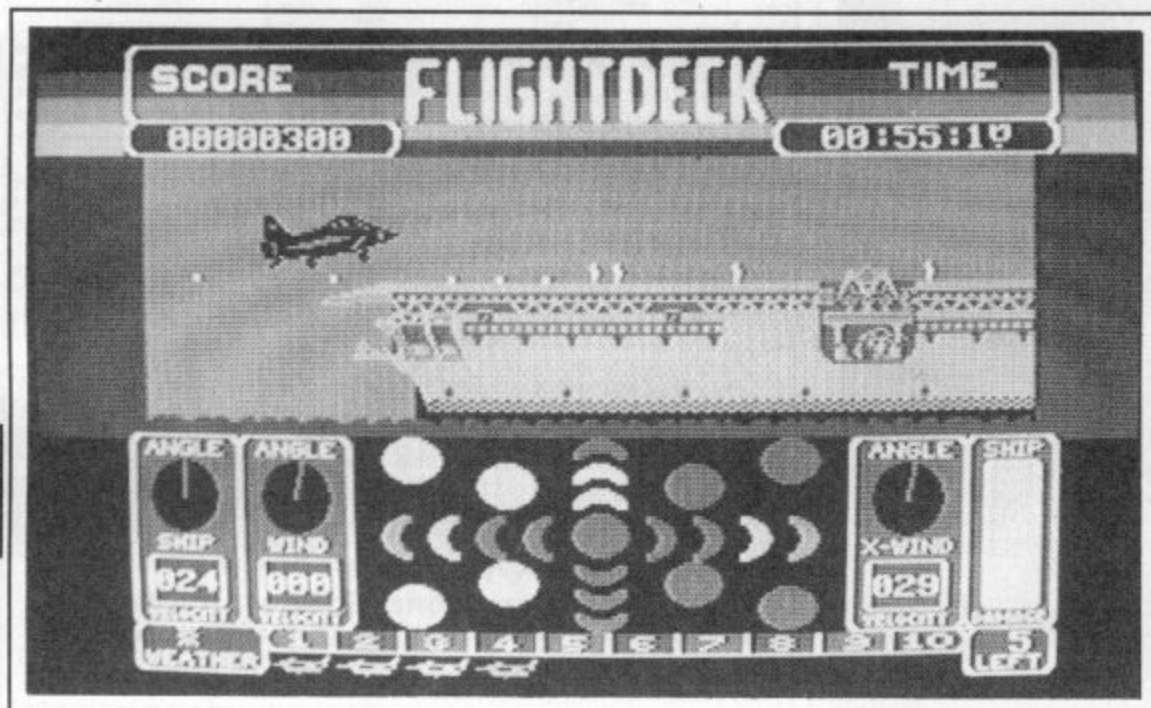 SCORE FLIGHTDECK TIME
00000300 00:55:1
ANGLE ANGLE ANGLE SHIP
SHIP WIND X-WIND
024 000 029
VELOCITY VELOCITY VELOCITY DAMAGE
WEATHER 1 2 3 4 5 6 7 8 9 10 5
LEFT